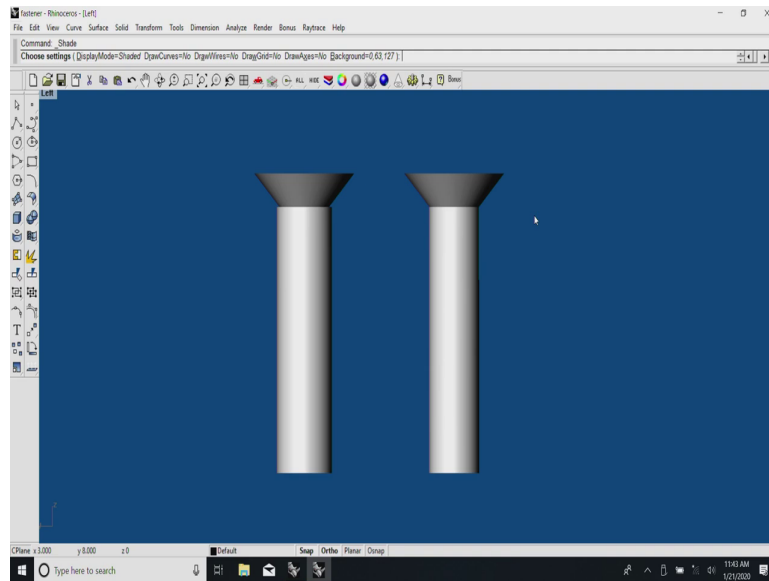 fastener - Rhinoceros - [Left]
File Edit View Curve Surface Solid Transform Tools Dimension Analyze Render Bonus Raytrace Help
Command: _Shade
Choose settings ( DisplayMode=Shaded DrawCurves=No DrawWires=No DrawGrid=No DrawAxes=No Background=0,63,127 ):
ALL HIDE Bonus
Left
T
CPlane x 3.000 y 8.000 z 0 Default Snap Ortho Planar Osnap
Type here to search
11:43 AM
1/21/2020